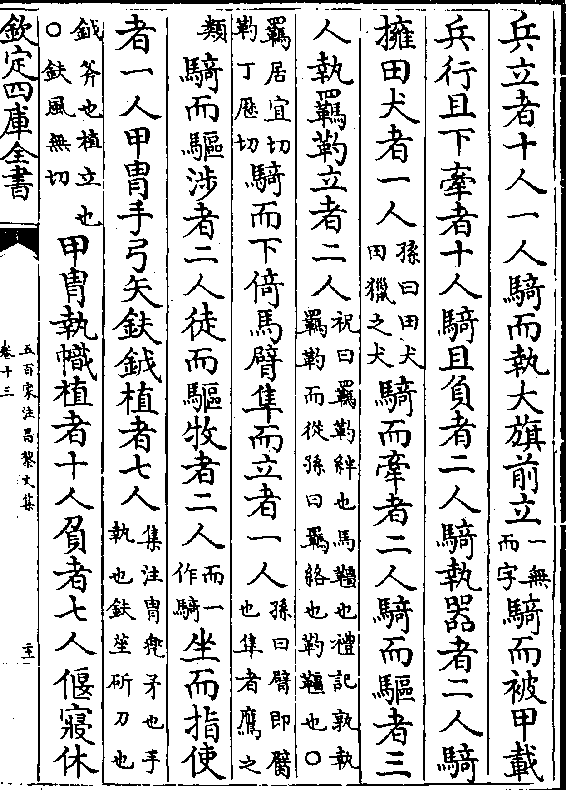 兵立者十人一人騎而執大旗前立一無而字騎而被甲載
兵行且下牽者十人騎且負者二人騎執器者二人騎
擁田犬者一人孫曰田犬田獵之犬騎而牽者二人騎而驅者三
人執羈靮立者二人祝曰羈靮絆也馬韁也禮記孰執羈靮而從孫曰羈絡也靮韁也○
羈居宜切靮丁歷切騎而下倚馬臂隼而立者一人孫曰臂即臂也隼者鷹之
類騎而驅涉者二人徒而驅牧者二人而一作騎坐而指使
者一人甲冑手弓矢鈇鉞植者七人集注冑兜矛也手執也鈇莝斫刀也
鉞斧也植立也○鈇風無切甲冑執幟植者十人負者七人偃寢休
欽定四庫全書
五百家注昌黎文集
卷十三